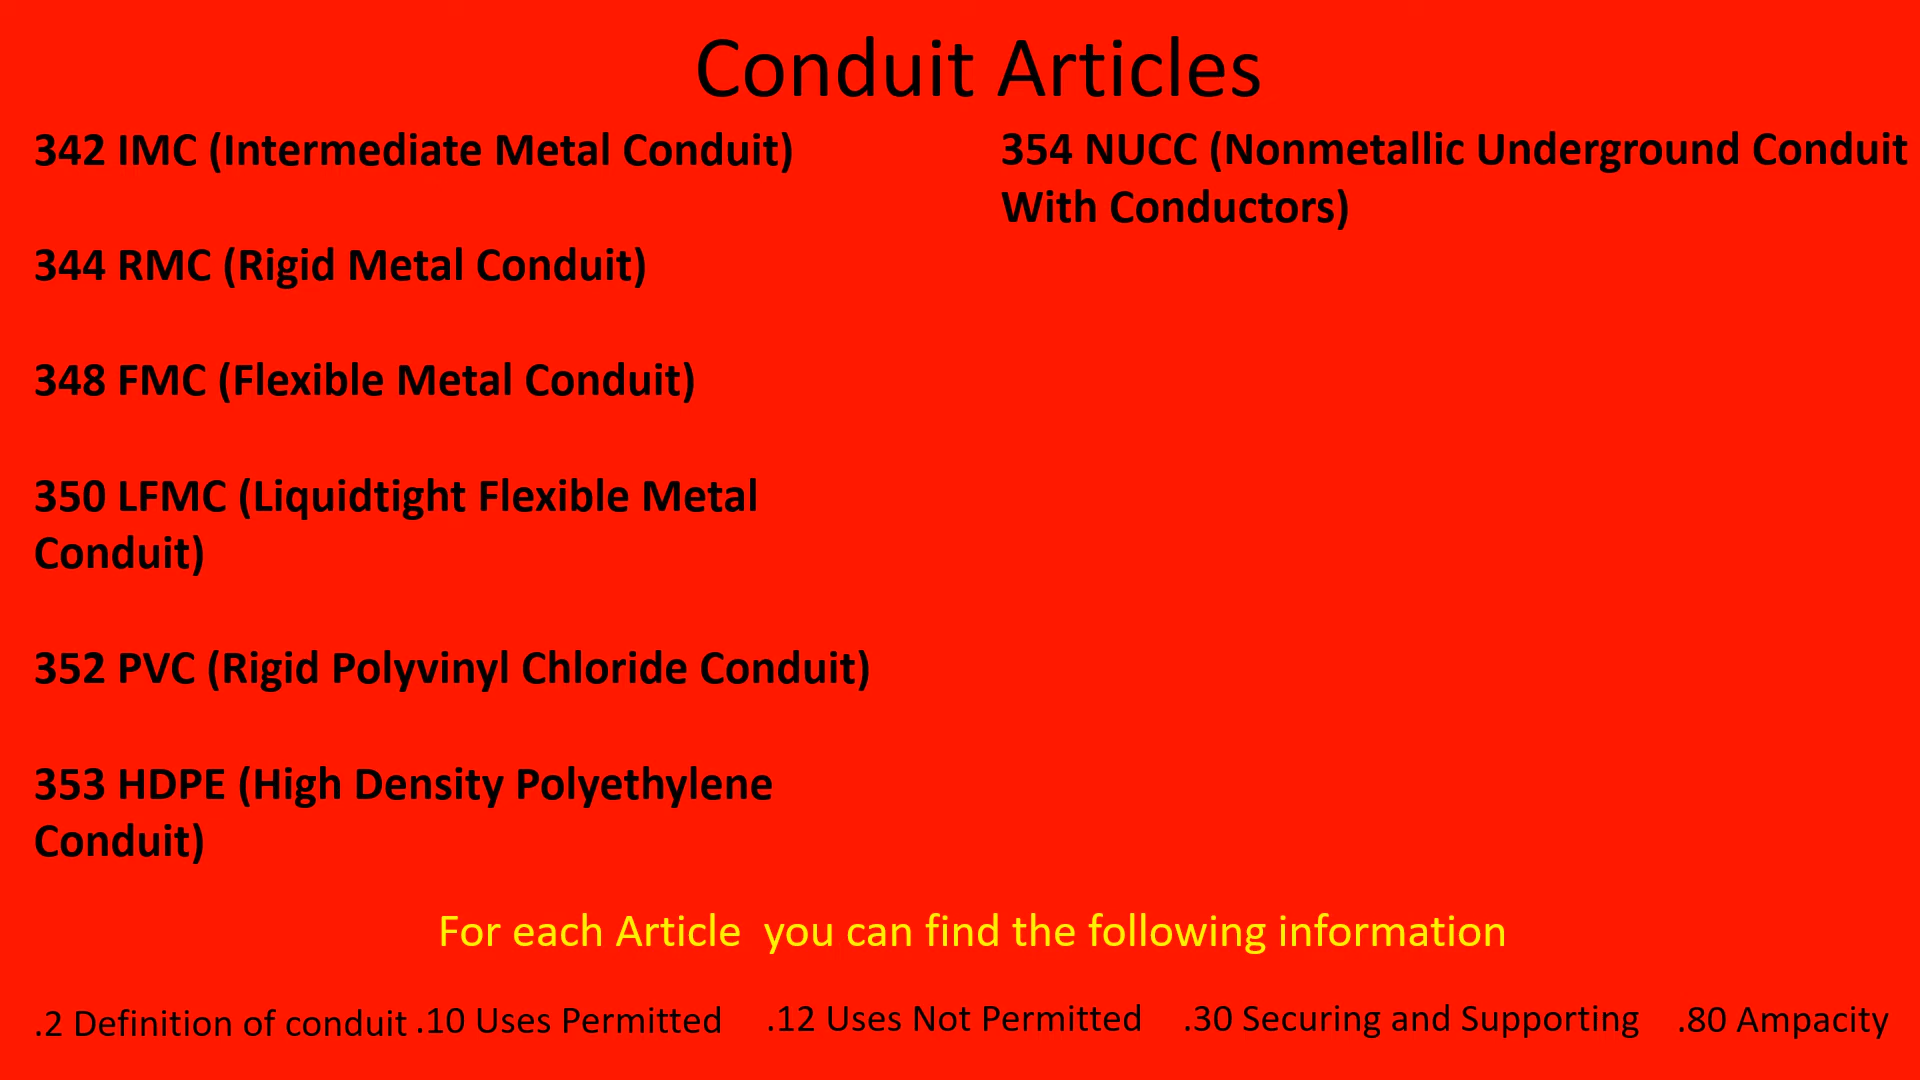 Conduit Articles
342 IMC (Intermediate Metal Conduit)
344 RMC (Rigid Metal Conduit)
348 FMC (Flexible Metal Conduit)
350 LFMC (Liquidtight Flexible Metal
Conduit)
352 PVC (Rigid Polyvinyl Chloride Conduit)
353 HDPE (High Density Polyethylene
Conduit)
354 NUCC (Nonmetallic Underground Conduit
With Conductors)
For each Article  you can find the following information
.2 Definition of conduit
.10 Uses Permitted
.12 Uses Not Permitted
.30 Securing and Supporting
.80 Ampacity